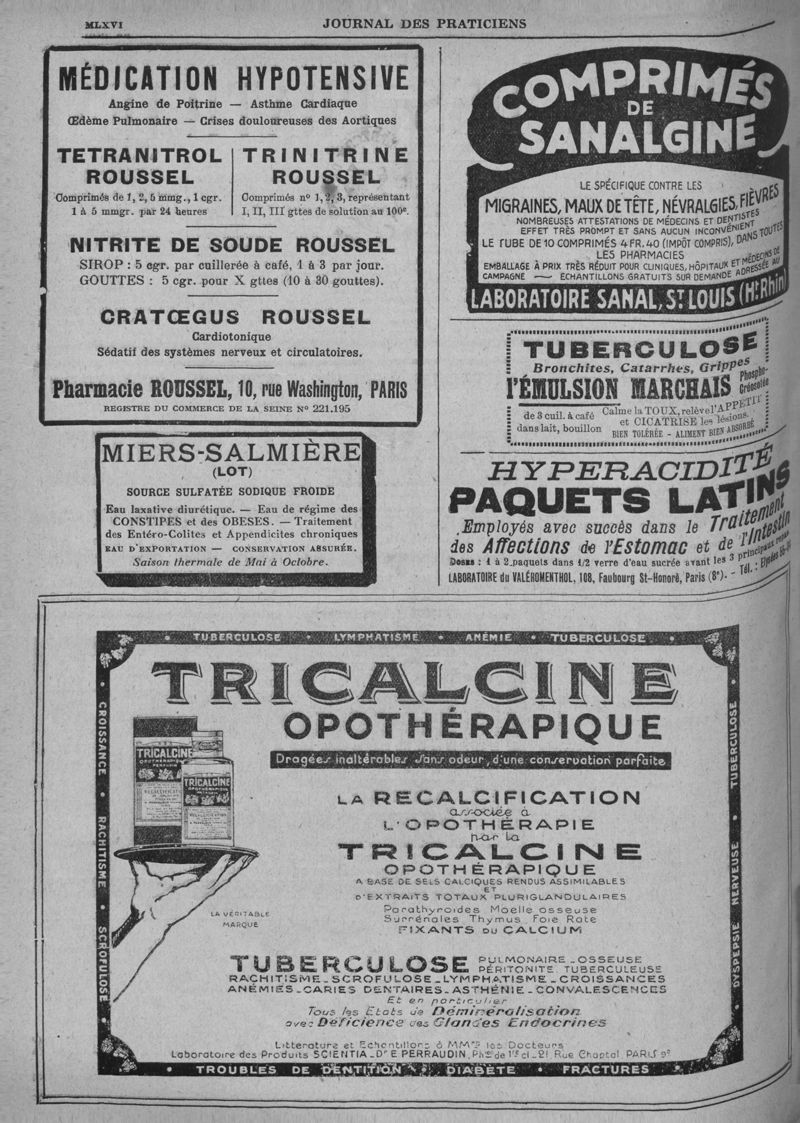 MLXVI
JOURNAL DES PRATICIENS
MÉDICATION HYPOTENSIVE
Angine de Poitrine — Asthme Cardiaque
Œdème Pulmonaire — Crises douloureuses des Aortiques
TETRANITROL
ROUSSEL
Comprimés de 1, 2, 5 mmg., 1 cgr.
1 à 5 mmgr. par 24 heures
TRINITRINE
ROUSSEL
Comprimés nº 1, 2, 3, représentant
I, II, III gttes de solution au 100º.
NITRITE DE SOUDE ROUSSEL
SIROP : 5 cgr. par cuillerée à café, 1 à 3 par jour.
GOUTTES : 5 cgr. pour X gttes (10 à 30 gouttes).
CRATŒGUS ROUSSEL
Cardiotonique
Sédatif des systèmes nerveux et circulatoires.
Pharmacie ROUSSEL, 10, rue Washington, PARIS
REGISTRE DU COMMERCE DE LA SEINE Nº 221.195
MIERS-SALMIÈRE
(LOT)
SOURCE SULFATÉE SODIQUE FROIDE
Eau laxative diurétique. — Eau de régime des
CONSTIPES et des OBESES. — Traitement
des Entéro-Colites et Appendicites chroniques
EAU D'EXPORTATION — CONSERVATION ASSURÉE.
Saison thermale de Mai à Octobre.
COMPRIMÉS
DE
SANALGINE
LE SPÉCIFIQUE CONTRE LES
MIGRAINES, MAUX DE TÊTE, NÉVRALGIES, FIÈVRES
NOMBREUSES ATTESTATIONS DE MÉDECINS ET DENTISTES
EFFET TRÈS PROMPT ET SANS AUCUN INCONVÉNIENT
LE TUBE DE 10 COMPRIMÉS 4 FR. 40 (IMPÔT COMPRIS), DANS TOUTES
LES PHARMACIES
EMBALLAGE À PRIX TRÈS RÉDUIT POUR CLINIQUES, HÔPITAUX ET MÉDECINS DE
CAMPAGNE — ÉCHANTILLONS GRATUITS SUR DEMANDE ADRESSÉE AU
LABORATOIRE SANAL, ST LOUIS (Ht Rhin)
TUBERCULOSE
Bronchites, Catarrhes, Grippes
l'ÉMULSION MARCHAIS Phospho-
Créosotée
de 3 cuil. à café
dans lait, bouillon
Calme la TOUX, relève l'APPÉTIT
et CICATRISE les lésions.
BIEN TOLÉRÉE - ALIMENT BIEN ABSORBÉ
HYPERACIDITÉ
PAQUETS LATINS
Employés avec succès dans le Traitement
des Affections de l'Estomac et de l'Intestin
DOSES : 1 à 2 paquets dans 1/2 verre d'eau sucrée avant les 3 principaux repas
LABORATOIRE du VALÉROMENTHOL, 108, Faubourg St-Honoré, Paris (8e). - Tél. : Elysées
TUBERCULOSE • LYMPHATISME • ANÉMIE • TUBERCULOSE
CROISSANCE • RACHITISME • SCROFULOSE
TRICALCINE
OPOTHÉRAPIQUE
Dragées inaltérables sans odeur, d'une conservation parfaite
TRICALCINE
OPOTHÉRAPIQUE
TRICALCINE
OPOTHÉRAPIQUE
LA VÉRITABLE
MARQUE
LA RECALCIFICATION
associée à
L'OPOTHÉRAPIE
par la
TRICALCINE
OPOTHÉRAPIQUE
A BASE DE SELS CALCIQUES RENDUS ASSIMILABLES
ET
D'EXTRAITS TOTAUX PLURIGLANDULAIRES
Parathyroides Moelle osseuse
Surrénales Thymus Foie Rate
FIXANTS DU CALCIUM
TUBERCULOSE PULMONAIRE - OSSEUSE
PÉRITONITE TUBERCULEUSE
RACHITISME - SCROFULOSE - LYMPHATISME - CROISSANCES
ANÉMIES - CARIES DENTAIRES - ASTHÉNIE - CONVALESCENCES
Et en particulier
Tous les Etats de Déminéralisation
avec Déficience des Glandes Endocrines
Littérature et Echantillons à MMrs les Docteurs
Laboratoire des Produits SCIENTIA - Dr E PERRAUDIN, Phen de 1re cl - 21 Rue Chaptal PARIS 9e
TUBERCULOSE • DYSPEPSIE NERVEUSE
TROUBLES DE DENTITION • DIABÈTE • FRACTURES